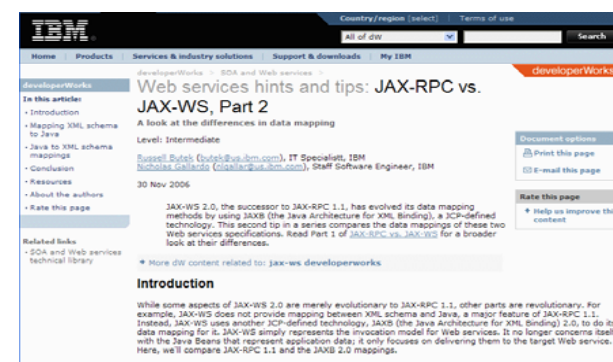 Country/region [select] Terms of use
IBM
All of dW Search
Home Products Services & industry solutions Support & downloads My IBM
developerWorks > SOA and Web services >
developerWorks
developerWorks
In this article:
Introduction
Mapping XML schema to Java
Java to XML schema mappings
Conclusion
Resources
About the authors
Rate this page
Related links
SOA and Web services technical library
Web services hints and tips: JAX-RPC vs.
JAX-WS, Part 2
A look at the differences in data mapping
Level: Intermediate
Russell Butek (butek@us.ibm.com), IT Specialist, IBM
Nicholas Gallardo (nlgallar@us.ibm.com), Staff Software Engineer, IBM
30 Nov 2006
JAX-WS 2.0, the successor to JAX-RPC 1.1, has evolved its data mapping
methods by using JAXB (the Java Architecture for XML Binding), a JCP-defined
technology. This second tip in a series compares the data mappings of these two
Web services specifications. Read Part 1 of JAX-RPC vs. JAX-WS for a broader
look at their differences.
More dW content related to: jax-ws developerworks
Introduction
While some aspects of JAX-WS 2.0 are merely evolutionary to JAX-RPC 1.1, other parts are revolutionary. For
example, JAX-WS does not provide mapping between XML schema and Java, a major feature of JAX-RPC 1.1.
Instead, JAX-WS uses another JCP-defined technology, JAXB (the Java Architecture for XML Binding) 2.0, to do its
data mapping for it. JAX-WS simply represents the invocation model for Web services. It no longer concerns itself
with the Java Beans that represent application data; it only focuses on delivering them to the target Web service.
Here, we'll compare JAX-RPC 1.1 and the JAXB 2.0 mappings.
Document options
Print this page
E-mail this page
Rate this page
Help us improve this
content